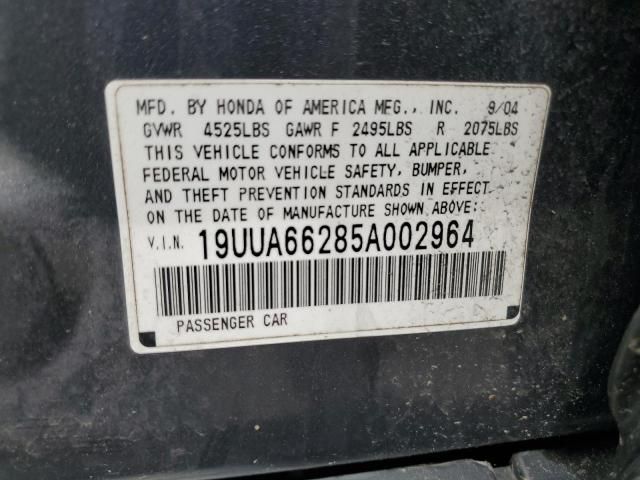 MFD. BY HONDA OF AMERICA MFG., INC. 9/04
GVWR 4525LBS GAWR F 2495LBS R 2075LBS
THIS VEHICLE CONFORMS TO ALL APPLICABLE
FEDERAL MOTOR VEHICLE SAFETY, BUMPER,
AND THEFT PREVENTION STANDARDS IN EFFECT
ON THE DATE OF MANUFACTURE SHOWN ABOVE:
V.I.N. 19UUA66285A002964
PASSENGER CAR